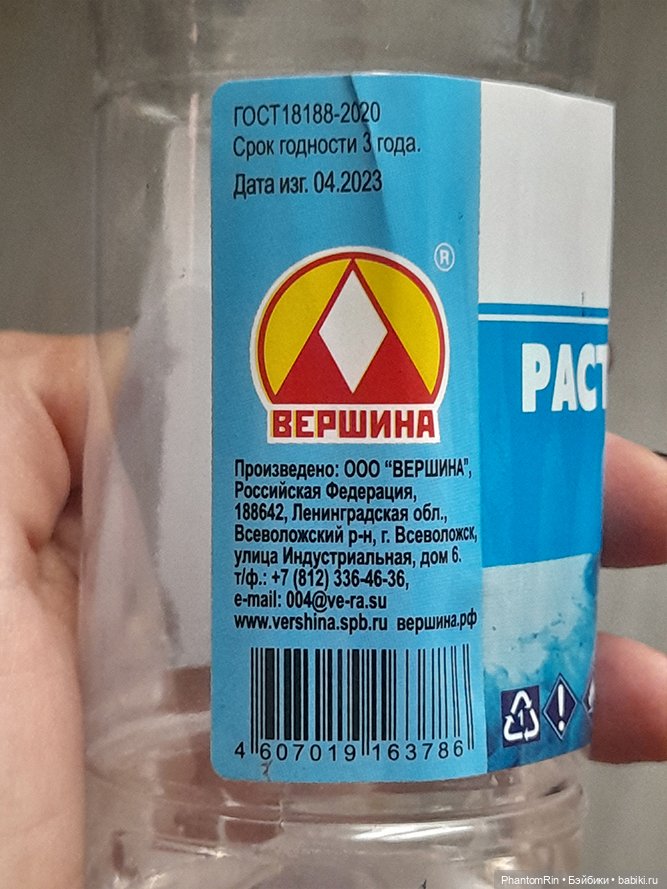 ГОСТ18188-2020
Срок годности 3 года.
Дата изг. 04.2023
®
ВЕРШИНА
РАСТ
Произведено: ООО "ВЕРШИНА",
Российская Федерация,
188642, Ленинградская обл.,
Всеволожский р-н, г. Всеволожск,
улица Индустриальная, дом 6.
т/ф.: +7 (812) 336-46-36,
e-mail: 004@ve-ra.su
www.vershina.spb.ru вершина.рф
1
!
4 607019 163786
PhantomRin • Бэйбики • babiki.ru